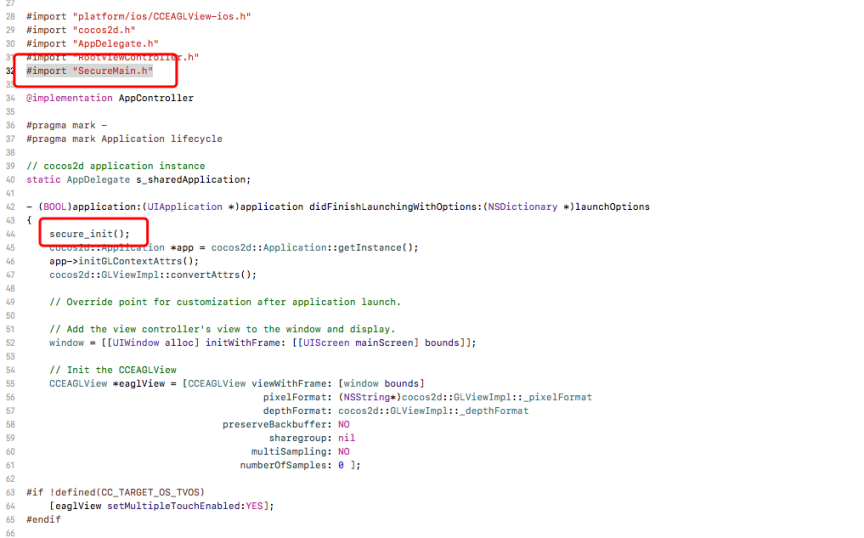 27
28 #import "platform/ios/CCEAGLView-ios.h"
29 #import "cocos2d.h"
30 #import "AppDelegate.h"
31 #import "RootViewController.h"
32 #import "SecureMain.h"
33
34 @implementation AppController
35
36 #pragma mark -
37 #pragma mark Application lifecycle
38
39 // cocos2d application instance
40 static AppDelegate s_sharedApplication;
41
42 - (BOOL)application:(UIApplication *)application didFinishLaunchingWithOptions:(NSDictionary *)launchOptions
43 {
44     secure_init();
45     cocos2d::Application *app = cocos2d::Application::getInstance();
46     app->initGLContextAttrs();
47     cocos2d::GLViewImpl::convertAttrs();
48
49     // Override point for customization after application launch.
50
51     // Add the view controller's view to the window and display.
52     window = [[UIWindow alloc] initWithFrame: [[UIScreen mainScreen] bounds]];
53
54     // Init the CCEAGLView
55     CCEAGLView *eaglView = [CCEAGLView viewWithFrame: [window bounds]
56                                          pixelFormat: (NSString*)cocos2d::GLViewImpl::_pixelFormat
57                                          depthFormat: cocos2d::GLViewImpl::_depthFormat
58                                   preserveBackbuffer: NO
59                                           sharegroup: nil
60                                        multiSampling: NO
61                                      numberOfSamples: 0 ];
62
63 #if !defined(CC_TARGET_OS_TVOS)
64     [eaglView setMultipleTouchEnabled:YES];
65 #endif
66